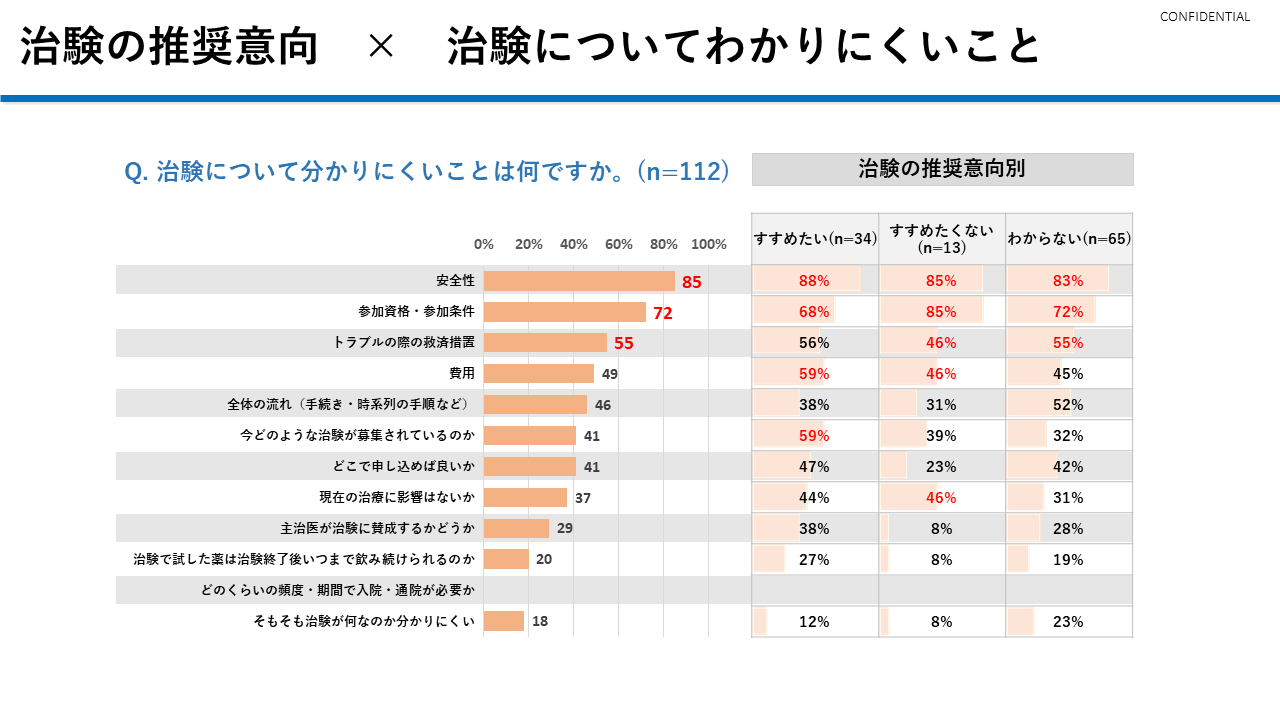 CONFIDENTIAL
治験の推奨意向　×　治験についてわかりにくいこと
Q. 治験について分かりにくいことは何ですか。(n=112)
治験の推奨意向別
0% 20% 40% 60% 80% 100%
すすめたい(n=34) すすめたくない(n=13) わからない(n=65)
安全性 85 88% 85% 83%
参加資格・参加条件 72 68% 85% 72%
トラブルの際の救済措置 55 56% 46% 55%
費用 49 59% 46% 45%
全体の流れ（手続き・時系列の手順など） 46 38% 31% 52%
今どのような治験が募集されているのか 41 59% 39% 32%
どこで申し込めば良いか 41 47% 23% 42%
現在の治療に影響はないか 37 44% 46% 31%
主治医が治験に賛成するかどうか 29 38% 8% 28%
治験で試した薬は治験終了後いつまで飲み続けられるのか 20 27% 8% 19%
どのくらいの頻度・期間で入院・通院が必要か
そもそも治験が何なのか分かりにくい 18 12% 8% 23%